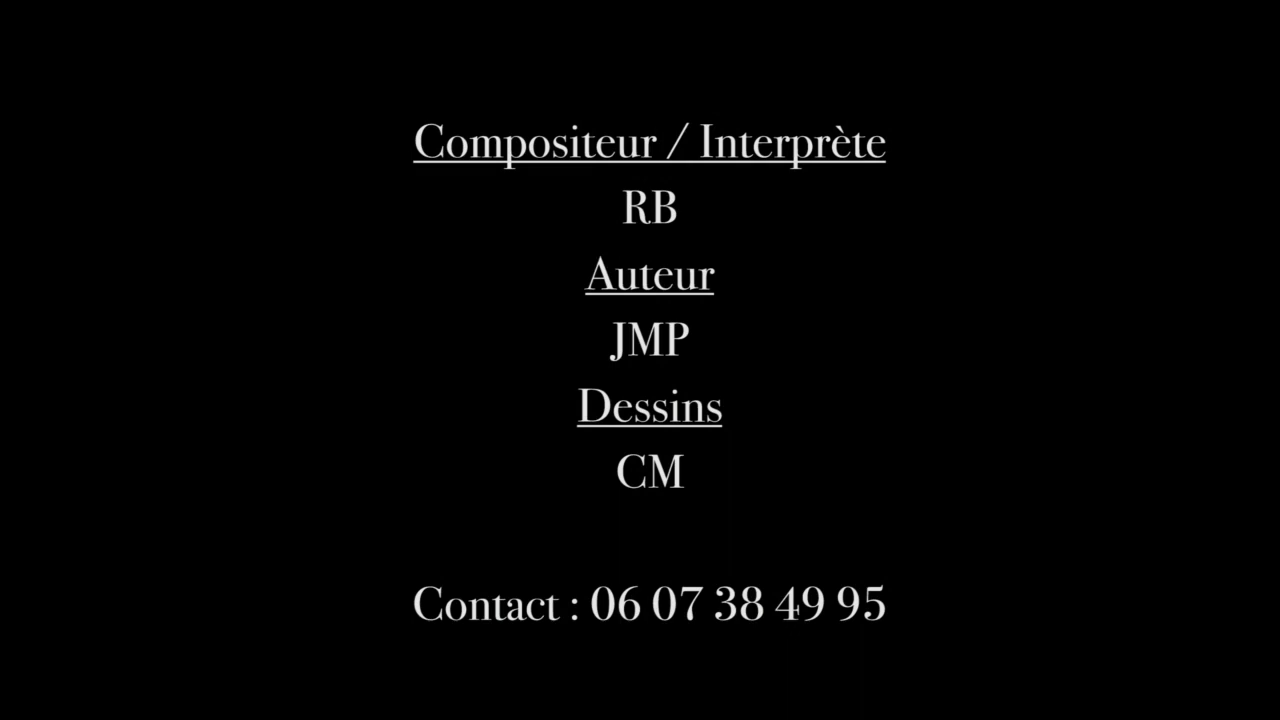 Compositeur / Interprète
RB
Auteur
JMP
Dessins
CM
Contact : 06 07 38 49 95